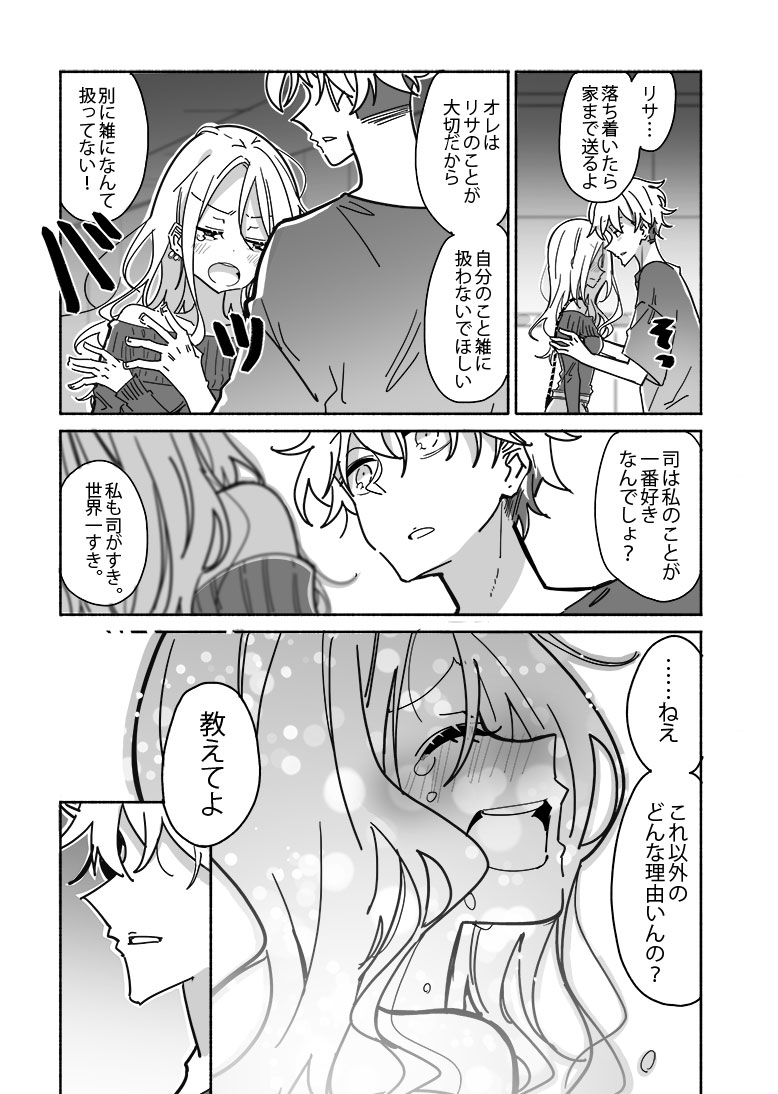 リサ…
落ち着いたら
家まで送るよ
そっ
オレは
リサのことが
大切だから
自分のこと雑に
扱わないでほしい
別に雑になんて
扱ってない！
バッ
司は私のことが
一番好き
なんでしょ？
私も司がすき。
世界一すき。
……ねえ
これ以外の
どんな理由いんの？
教えてよ